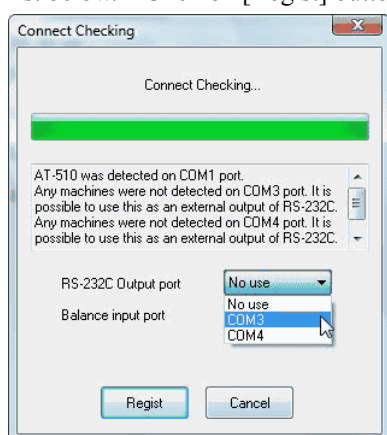 Connect Checking
Connect Checking...
AT-510 was detected on COM1 port.
Any machines were not detected on COM3 port. It is
possible to use this as an external output of RS-232C.
Any machines were not detected on COM4 port. It is
possible to use this as an external output of RS-232C.
RS-232C Output port
No use
No use
Balance input port
COM3
COM4
Regist
Cancel